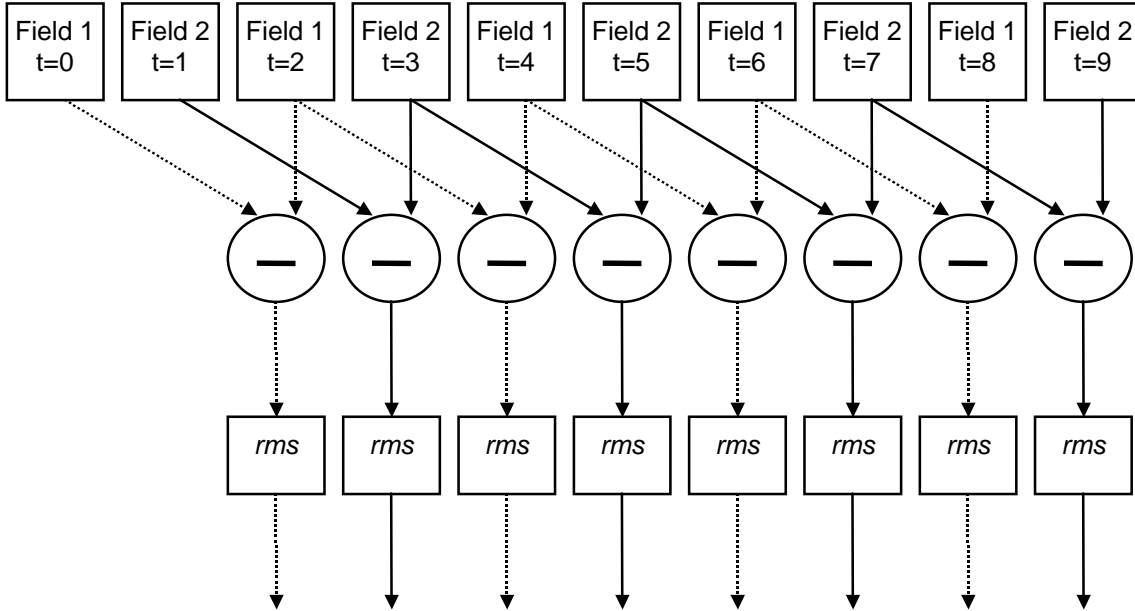 Field 1
t=0
Field 2
t=1
Field 1
t=2
Field 2
t=3
Field 1
t=4
Field 2
t=5
Field 1
t=6
Field 2
t=7
Field 1
t=8
Field 2
t=9
−
−
−
−
−
−
−
−
rms
rms
rms
rms
rms
rms
rms
rms